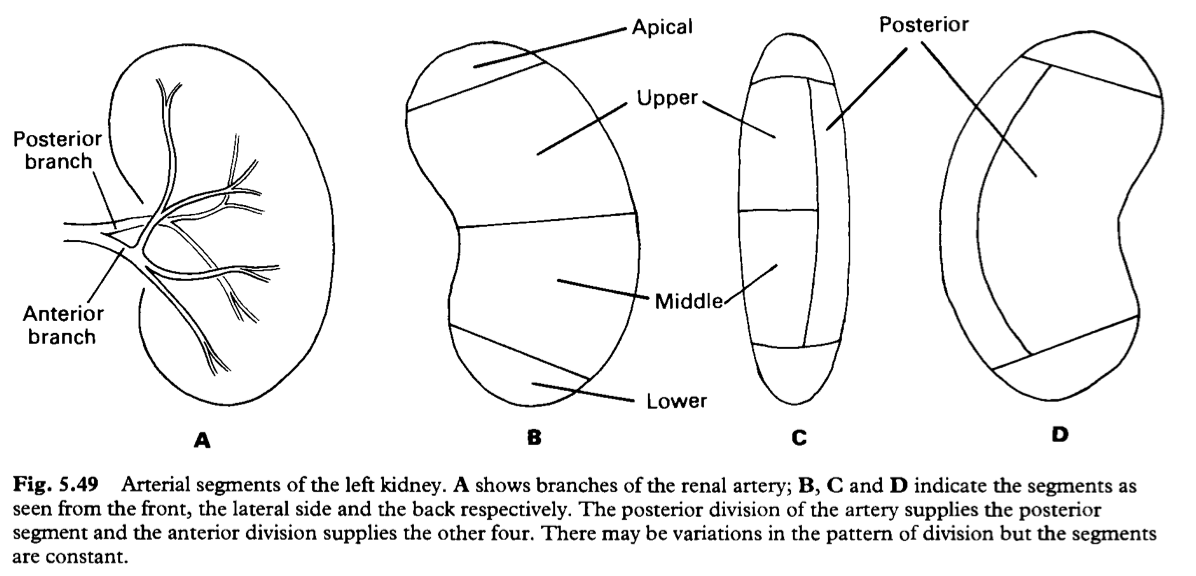 Apical
Posterior
Upper
Posterior
branch
Anterior
branch
Middle
Lower
A
B
C
D
Fig. 5.49 Arterial segments of the left kidney. A shows branches of the renal artery; B, C and D indicate the segments as
seen from the front, the lateral side and the back respectively. The posterior division of the artery supplies the posterior
segment and the anterior division supplies the other four. There may be variations in the pattern of division but the segments
are constant.